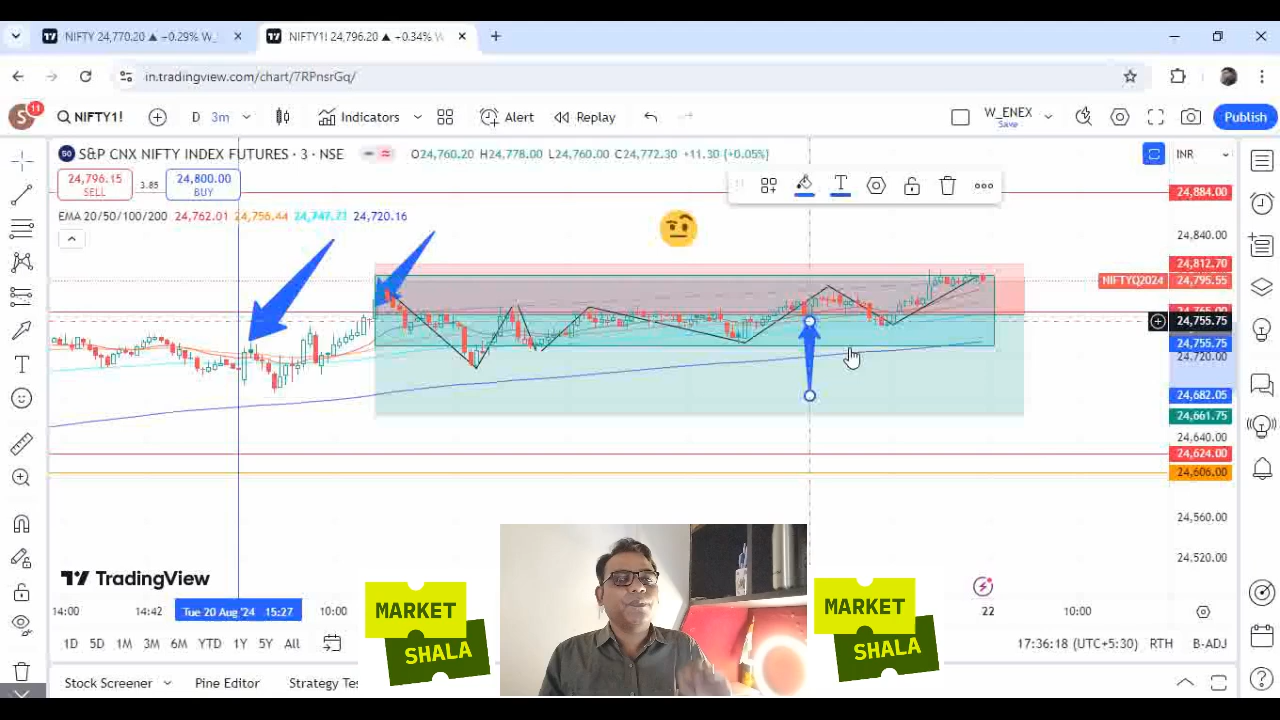 NIFTY 24,770.20 ▲ +0.29% W_
NIFTY1! 24,796.20 ▲ +0.34% W
in.tradingview.com/chart/7RPnsrGq/
S 11 NIFTY1! D 3m Indicators Alert Replay W_ENEX Save Publish
50 S&P CNX NIFTY INDEX FUTURES · 3 · NSE O24,760.20 H24,778.00 L24,760.00 C24,772.30 +11.30 (+0.05%) INR
24,796.15 SELL 3.85 24,800.00 BUY
EMA 20/50/100/200 24,762.01 24,756.44 24,747.71 24,720.16
24,884.00
24,840.00
24,812.70
NIFTYQ2024 24,795.55
24,755.75
24,755.75
24,720.00
24,682.05
24,661.75
24,640.00
24,624.00
24,606.00
24,560.00
24,520.00
TradingView
MARKET SHALA
MARKET SHALA
14:00 14:42 Tue 20 Aug '24 15:27 10:00 22 10:00
1D 5D 1M 3M 6M YTD 1Y 5Y All 17:36:18 (UTC+5:30) RTH B-ADJ
Stock Screener Pine Editor Strategy Tes